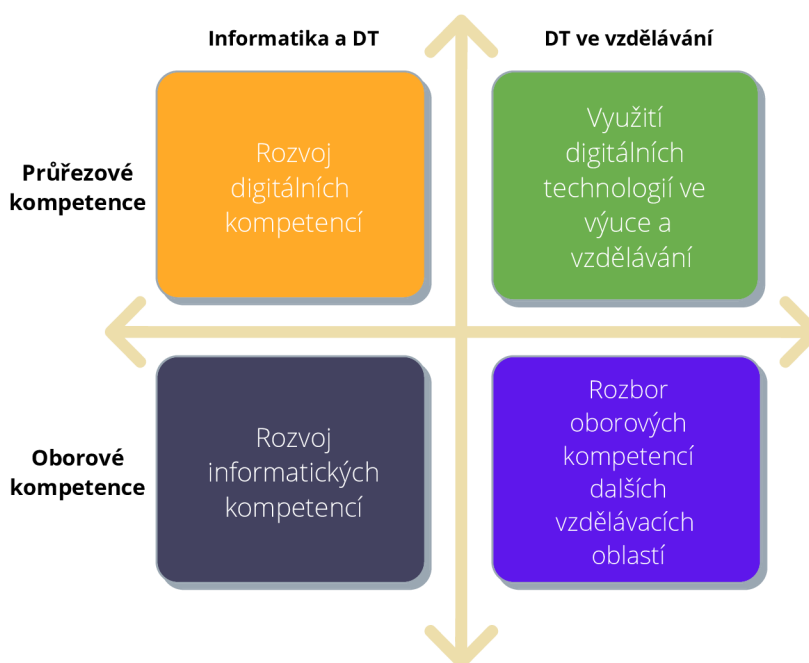 Informatika a DT
DT ve vzdělávání
Průřezové
kompetence
Rozvoj
digitálních
kompetencí
Využití
digitálních
technologií ve
výuce a
vzdělávání
Oborové
kompetence
Rozvoj
informatických
kompetencí
Rozbor
oborových
kompetencí
dalších
vzdělávacích
oblastí